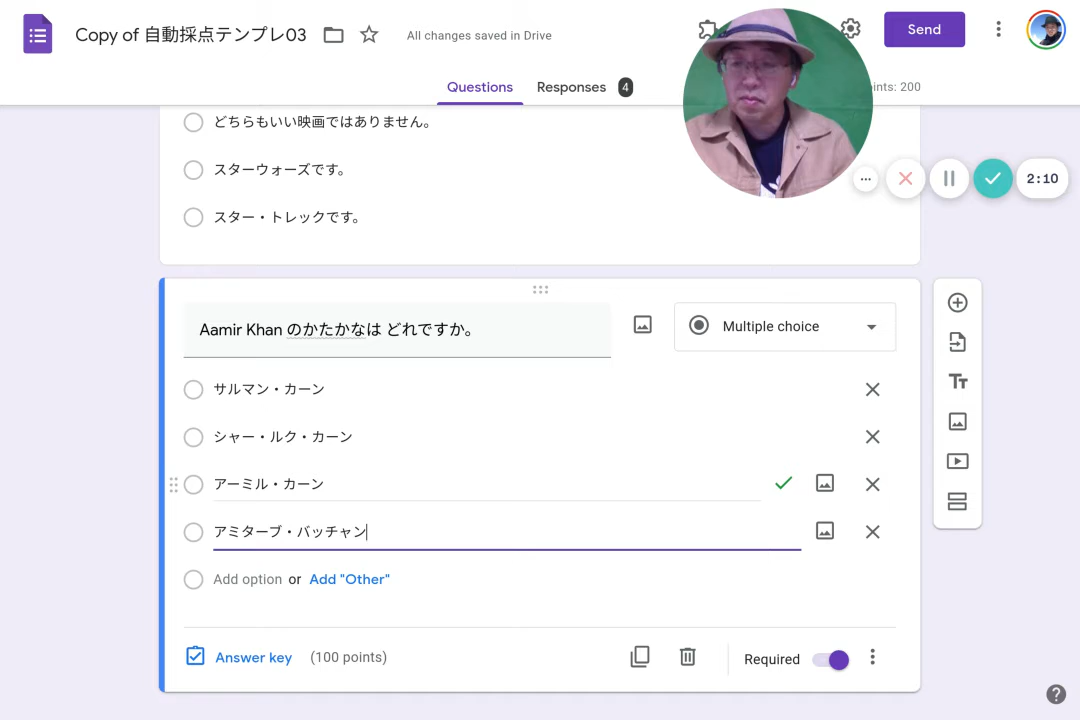 Copy of 自動採点テンプレ03
All changes saved in Drive
Send
Questions
Responses
4
ints: 200
どちらもいい映画ではありません。
スターウォーズです。
スター・トレックです。
2:10
Aamir Khan のかたかなは どれですか。
Multiple choice
サルマン・カーン
シャー・ルク・カーン
アーミル・カーン
アミターブ・バッチャン
Add option or Add "Other"
Answer key (100 points)
Required